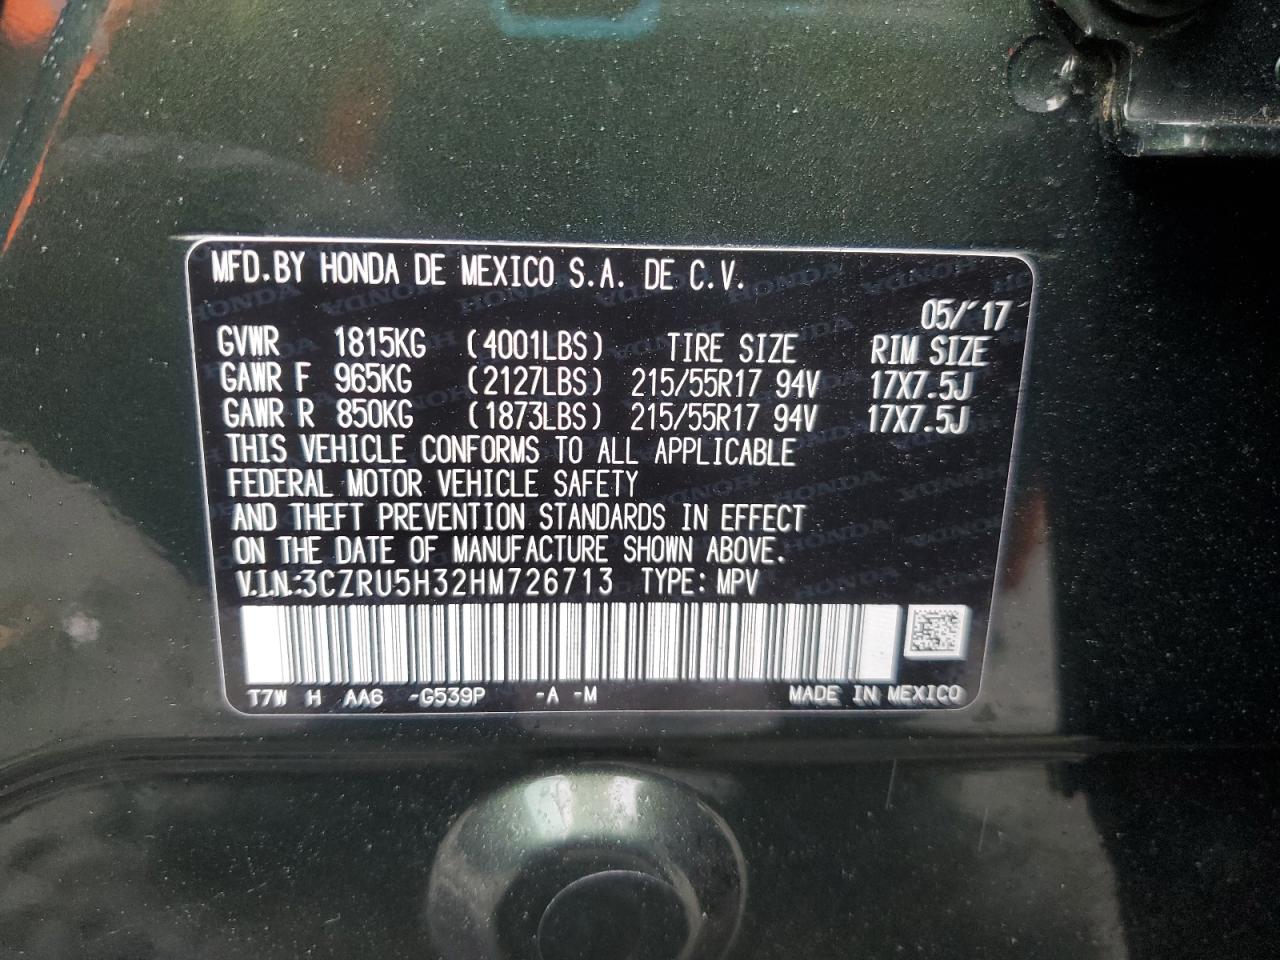 MFD.BY HONDA DE MEXICO S.A. DE C.V.
05/'17
GVWR 1815KG (4001LBS) TIRE SIZE RIM SIZE
GAWR F 965KG (2127LBS) 215/55R17 94V 17X7.5J
GAWR R 850KG (1873LBS) 215/55R17 94V 17X7.5J
THIS VEHICLE CONFORMS TO ALL APPLICABLE
FEDERAL MOTOR VEHICLE SAFETY
AND THEFT PREVENTION STANDARDS IN EFFECT
ON THE DATE OF MANUFACTURE SHOWN ABOVE.
V.I.N.:3CZRU5H32HM726713 TYPE: MPV
T7W H AA6 -G539P -A -M MADE IN MEXICO